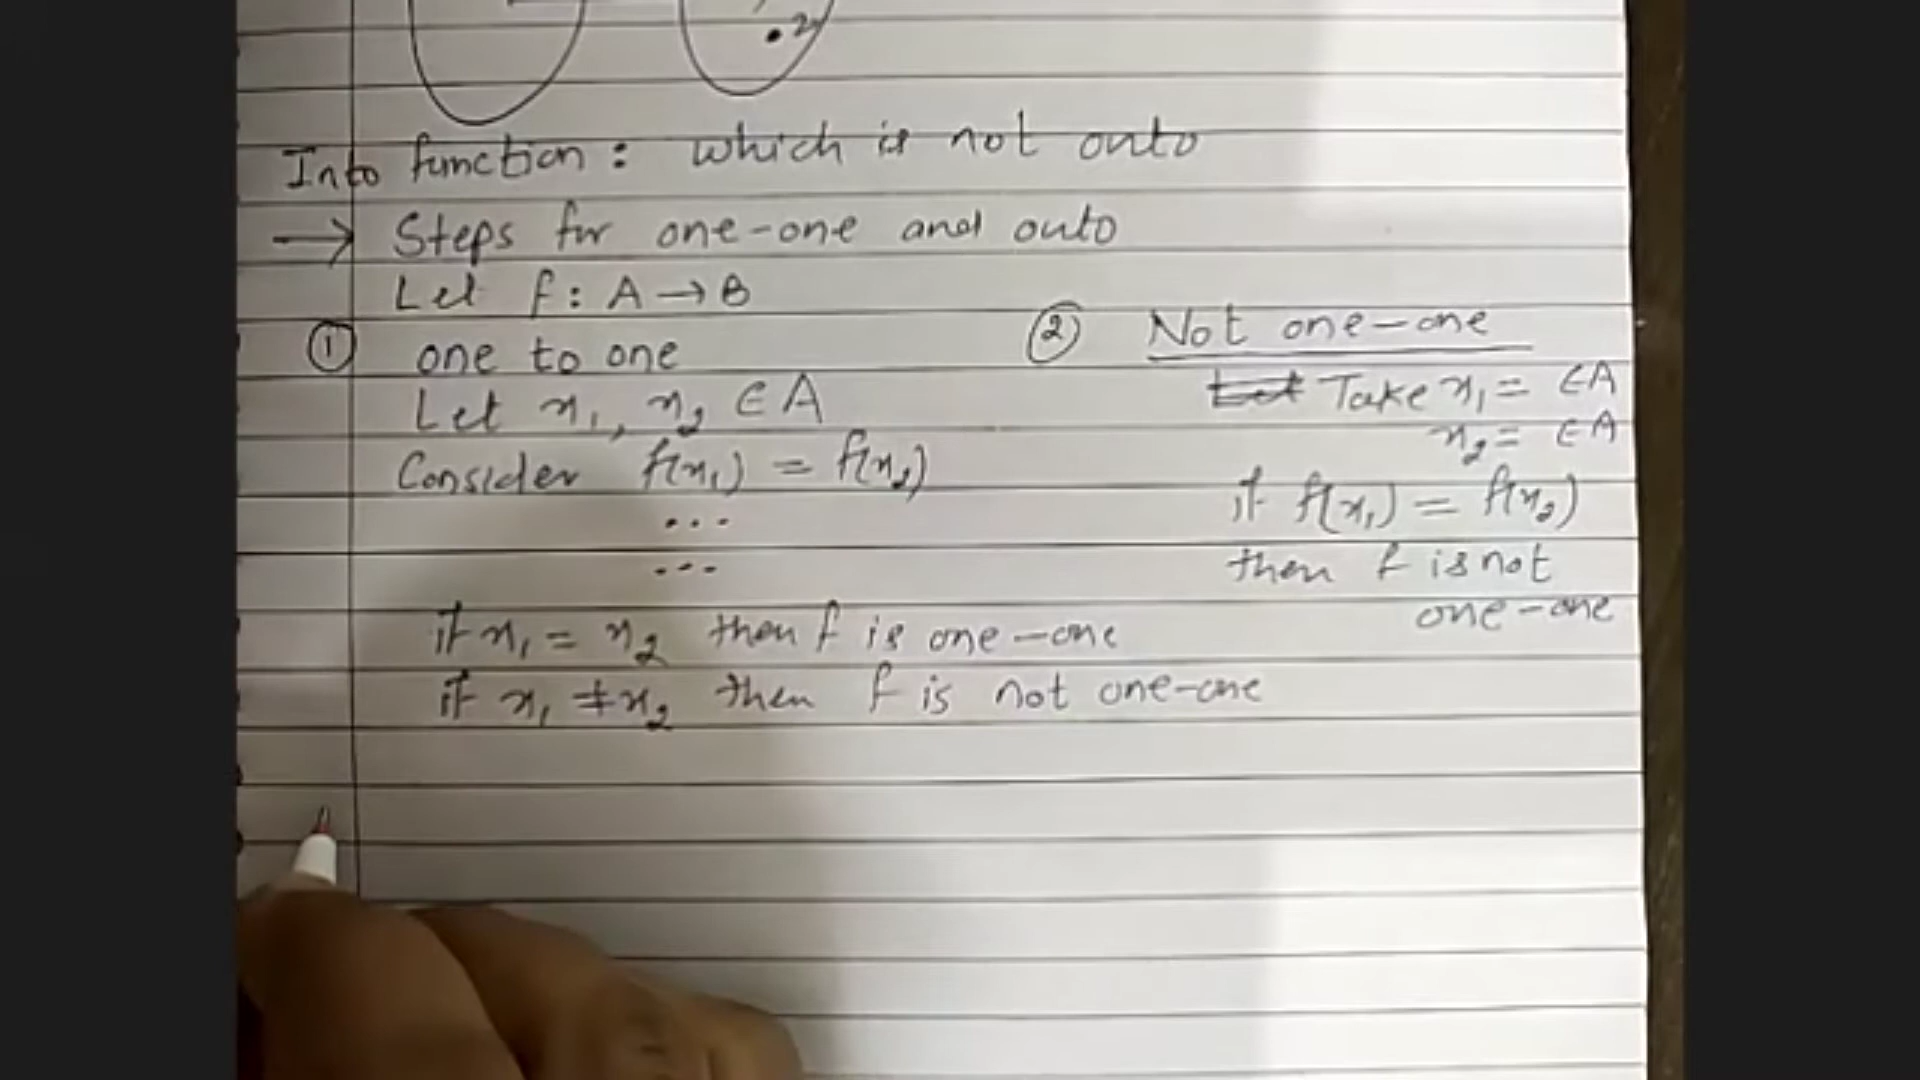 .2
Into function : which is not onto
→ Steps for one-one and onto
Let f : A → B
① one to one
Let x₁, x₂ ∈ A
Consider f(x₁) = f(x₂)
...
...
if x₁ = x₂ then f is one-one
if x₁ ≠ x₂ then f is not one-one
② Not one-one
Let Take x₁ = ∈A
x₂ = ∈A
if f(x₁) = f(x₂)
then f is not
one-one